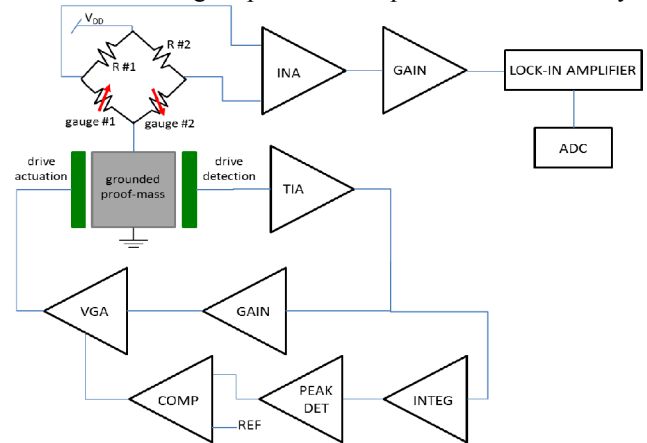 V_DD
R #1
R #2
gauge #1
gauge #2
INA
GAIN
LOCK-IN AMPLIFIER
ADC
drive
actuation
grounded
proof-mass
drive
detection
TIA
VGA
GAIN
COMP
REF
PEAK
DET
INTEG